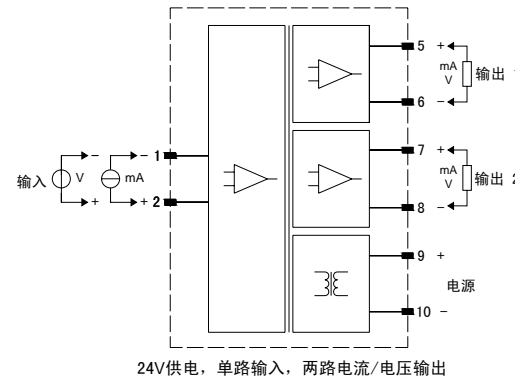 5 +
mA
V
输出 1
6 -
7 +
mA
V
输出 2
8 -
输入
V
- -
+ +
mA
1
2
9 +
电源
10 -
24V供电，单路输入，两路电流/电压输出